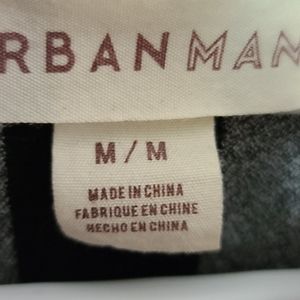 RBANMAN
M / M
MADE IN CHINA
FABRIQUE EN CHINE
HECHO EN CHINA